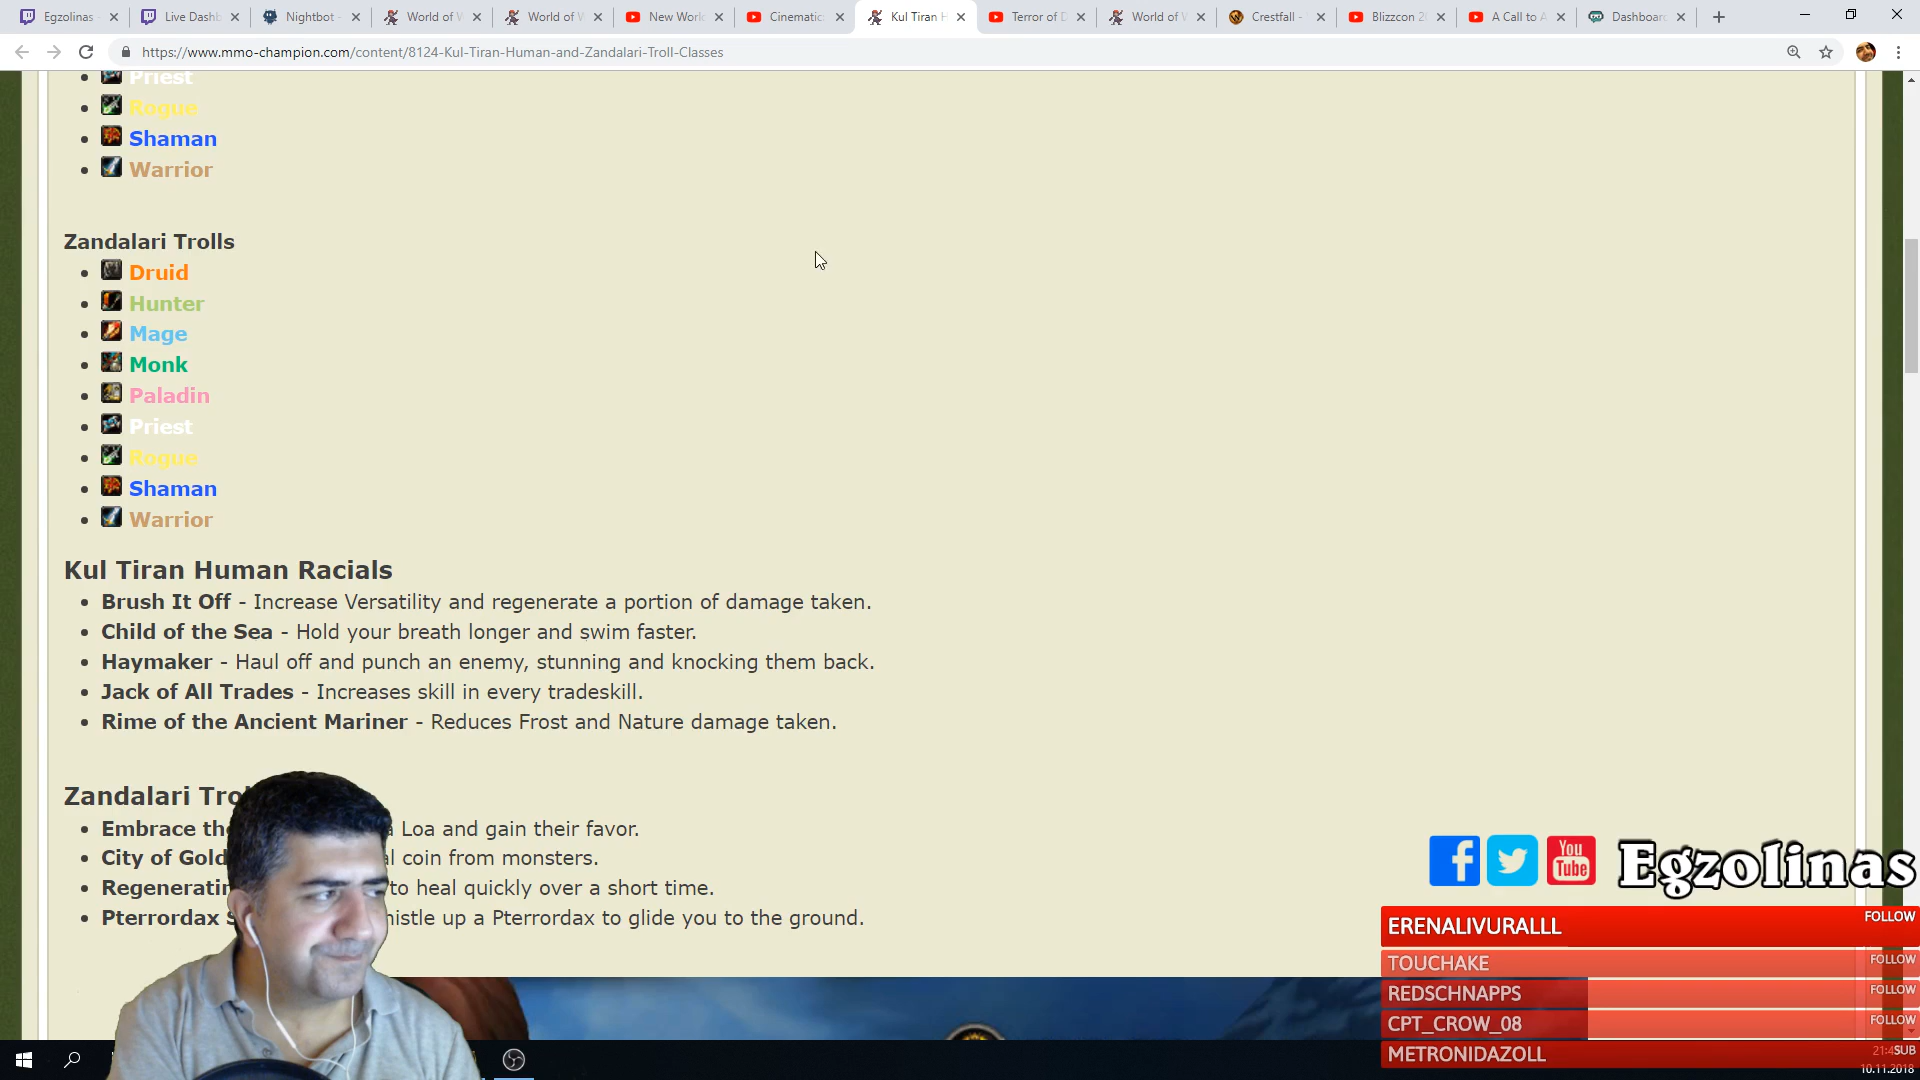 Egzolinas
Live Dashb
Nightbot -
World of W
World of W
New World
Cinematic:
Kul Tiran H
Terror of D
World of W
Crestfall -
Blizzcon 2
A Call to A
Dashboard
https://www.mmo-champion.com/content/8124-Kul-Tiran-Human-and-Zandalari-Troll-Classes
Priest
Rogue
Shaman
Warrior
Zandalari Trolls
Druid
Hunter
Mage
Monk
Paladin
Priest
Rogue
Shaman
Warrior
Kul Tiran Human Racials
Brush It Off - Increase Versatility and regenerate a portion of damage taken.
Child of the Sea - Hold your breath longer and swim faster.
Haymaker - Haul off and punch an enemy, stunning and knocking them back.
Jack of All Trades - Increases skill in every tradeskill.
Rime of the Ancient Mariner - Reduces Frost and Nature damage taken.
Zandalari Tro
Embrace the Loa and gain their favor.
City of Gold al coin from monsters.
Regeneratin to heal quickly over a short time.
Pterrordax S histle up a Pterrordax to glide you to the ground.
You Tube
Egzolinas
ERENALIVURALLL FOLLOW
TOUCHAKE FOLLOW
REDSCHNAPPS FOLLOW
CPT_CROW_08 FOLLOW
METRONIDAZOLL SUB
10.11.2018